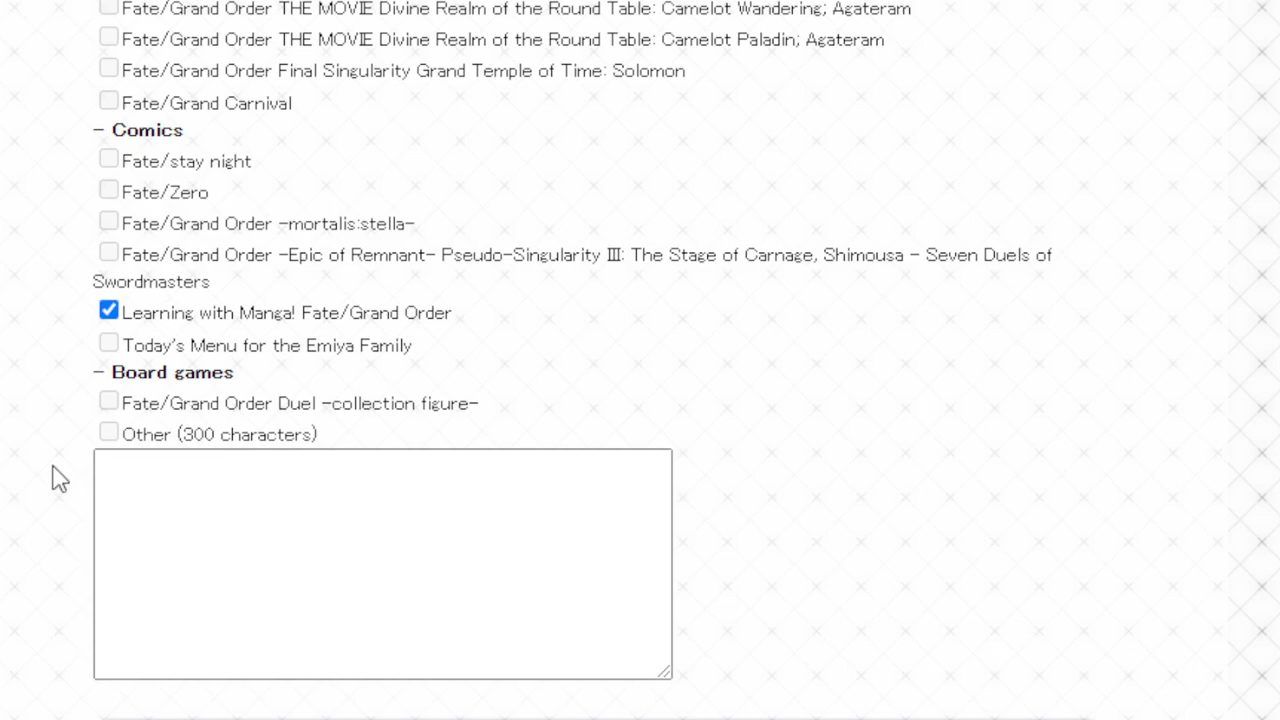 Fate/Grand Order THE MOVIE Divine Realm of the Round Table: Camelot Wandering; Agateram
Fate/Grand Order THE MOVIE Divine Realm of the Round Table: Camelot Paladin; Agateram
Fate/Grand Order Final Singularity Grand Temple of Time: Solomon
Fate/Grand Carnival
− Comics
Fate/stay night
Fate/Zero
Fate/Grand Order −mortalis:stella−
Fate/Grand Order −Epic of Remnant− Pseudo−Singularity Ⅲ: The Stage of Carnage, Shimousa − Seven Duels of
Swordmasters
Learning with Manga! Fate/Grand Order
Today's Menu for the Emiya Family
− Board games
Fate/Grand Order Duel −collection figure−
Other (300 characters)